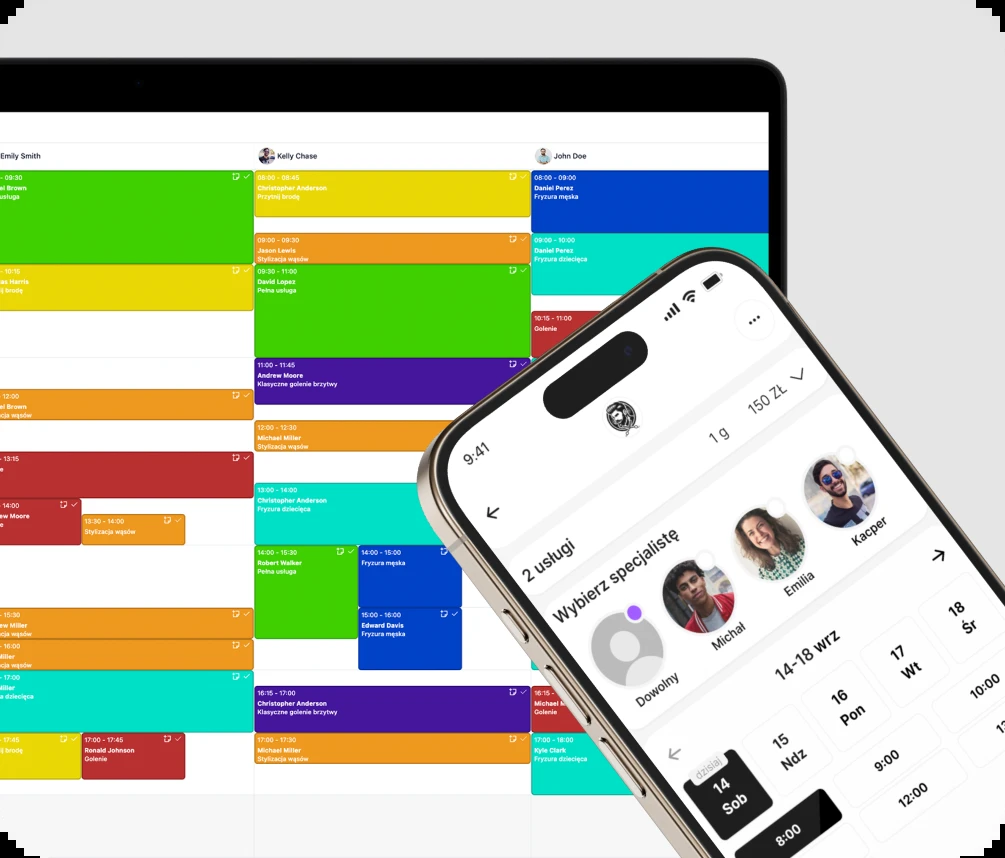 Emily Smith
Kelly Chase
John Doe
- 09:30
el Brown
usługa
- 10:15
as Harris
ij brodę
12:00
el Brown
cja wąsów
- 13:15
e
14:00
ew Moore
e
13:30 - 14:00
Stylizacja wąsów
- 15:30
ew Miller
cja wąsów
- 16:00
Miller
cja wąsów
- 17:00
Miller
a dziecięca
- 17:45
ij brodę
17:00 - 17:45
Ronald Johnson
Golenie
08:00 - 08:45
Christopher Anderson
Przytnij brodę
09:00 - 09:30
Jason Lewis
Stylizacja wąsów
09:30 - 11:00
David Lopez
Pełna usługa
11:00 - 11:45
Andrew Moore
Klasyczne golenie brzytwy
12:00 - 12:30
Michael Miller
Stylizacja wąsów
13:00 - 14:00
Christopher Anderson
Fryzura dziecięca
14:00 - 15:30
Robert Walker
Pełna usługa
14:00 - 15:00
Fryzura męska
15:00 - 16:00
Edward Davis
Fryzura męska
16:15 - 17:00
Christopher Anderson
Klasyczne golenie brzytwy
17:00 - 17:30
Michael Miller
Stylizacja wąsów
08:00 - 09:00
Daniel Perez
Fryzura męska
09:00 - 10:00
Daniel Perez
Fryzura dziecięca
10:15 - 11:00
Golenie
16:15 -
Michael M
Golenie
17:00 - 18:00
Kyle Clark
Fryzura dziecięca
9:41
2 usługi
1 g
150 ZŁ
Wybierz specjalistę
Dowolny
Michał
Emilia
Kacper
14-18 wrz
dzisiaj
14
Sob
15
Ndz
16
Pon
17
Wt
18
Śr
8:00
9:00
10:00
12:00